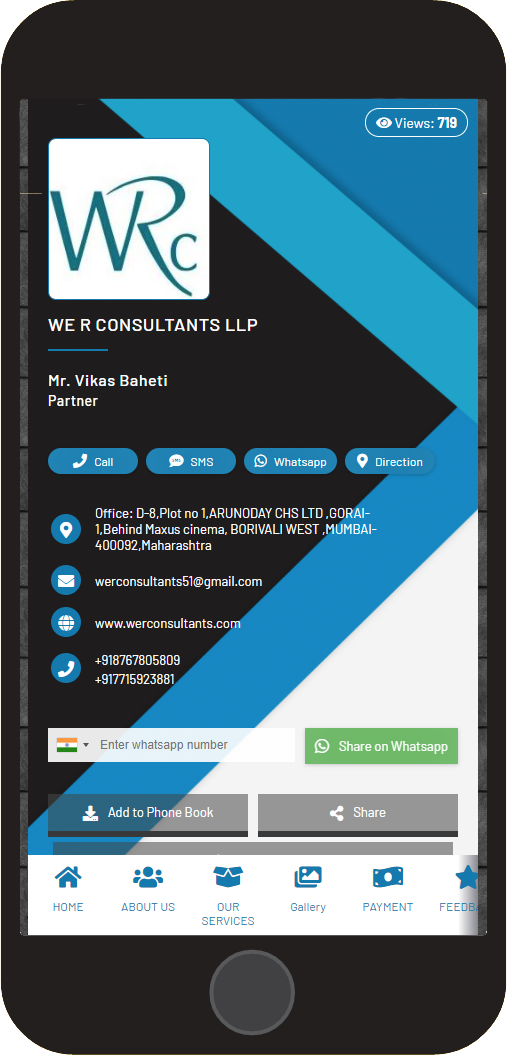 Views: 719
WRC
WE R CONSULTANTS LLP
Mr. Vikas Baheti
Partner
Call
SMS SMS
Whatsapp
Direction
Office: D-8,Plot no 1,ARUNODAY CHS LTD ,GORAI-
1,Behind Maxus cinema, BORIVALI WEST ,MUMBAI-
400092,Maharashtra
werconsultants51@gmail.com
www.werconsultants.com
+918767805809
+917715923881
Enter whatsapp number
Share on Whatsapp
Add to Phone Book
Share
HOME
ABOUT US
OUR
SERVICES
Gallery
PAYMENT
FEEDBA